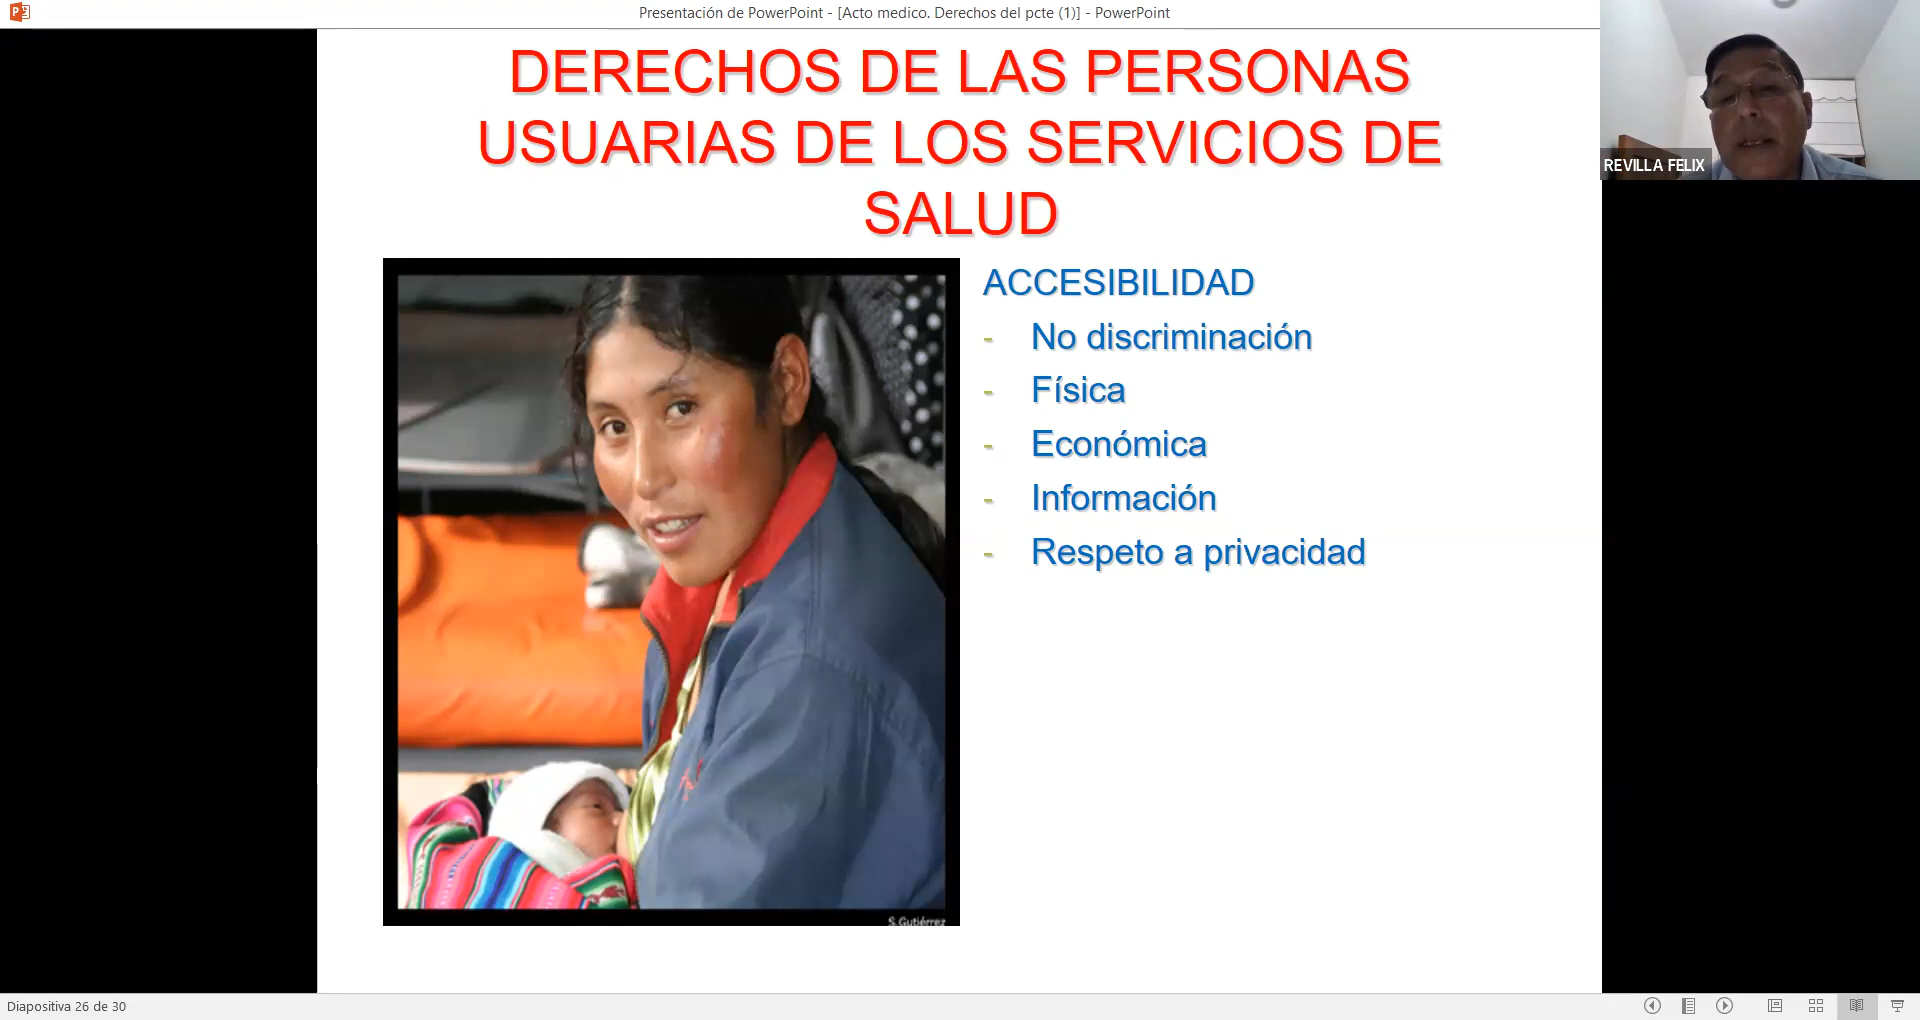 Presentación de PowerPoint - [Acto medico. Derechos del pcte (1)] - PowerPoint
DERECHOS DE LAS PERSONAS
USUARIAS DE LOS SERVICIOS DE
SALUD
REVILLA FELIX
ACCESIBILIDAD
- No discriminación
- Física
- Económica
- Información
- Respeto a privacidad
S. Gutiérrez
Diapositiva 26 de 30